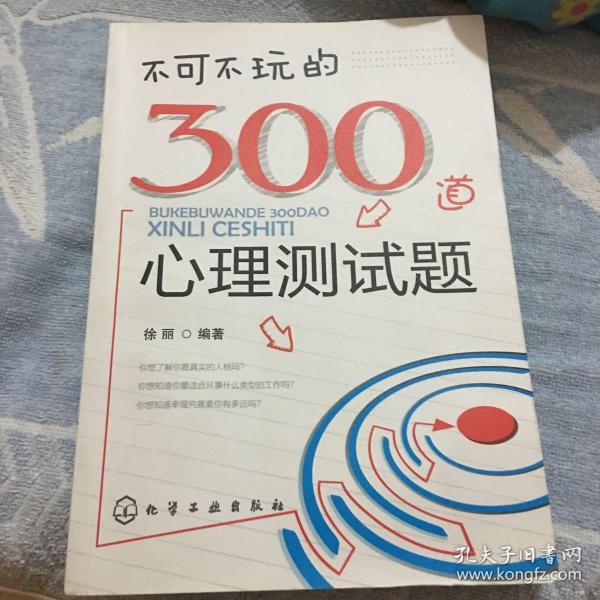 不可不玩的
300道
BUKEBUWANDE 300DAO
XINLI CESHITI
心理测试题
徐丽 编著
你想了解你最真实的人格吗?
你想知道你最适合从事什么类型的工作吗?
你想知道幸福究竟离你有多远吗?
化学工业出版社
孔夫子旧书网
www.kongfz.com